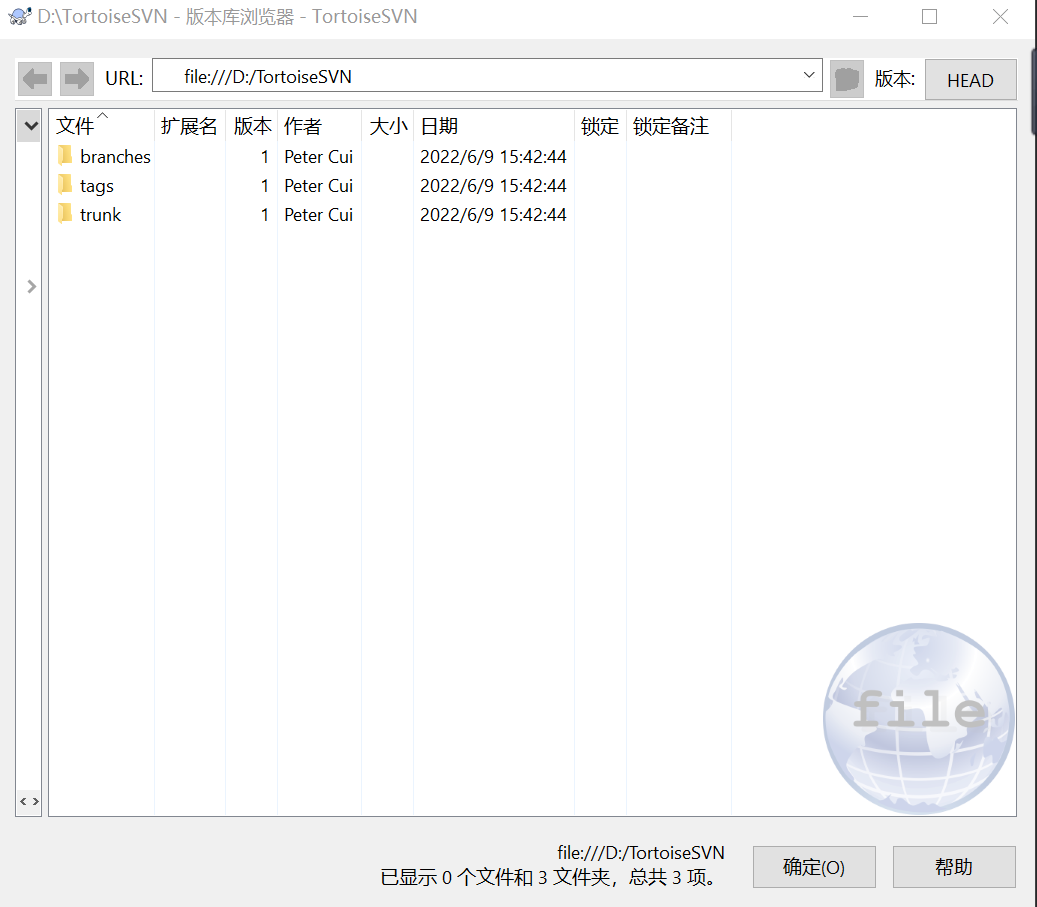 D:\TortoiseSVN - 版本库浏览器 - TortoiseSVN
URL: file:///D:/TortoiseSVN 版本: HEAD
文件 扩展名 版本 作者 大小 日期 锁定 锁定备注
branches 1 Peter Cui 2022/6/9 15:42:44
tags 1 Peter Cui 2022/6/9 15:42:44
trunk 1 Peter Cui 2022/6/9 15:42:44
file
file:///D:/TortoiseSVN
已显示 0 个文件和 3 文件夹，总共 3 项。
确定(O) 帮助